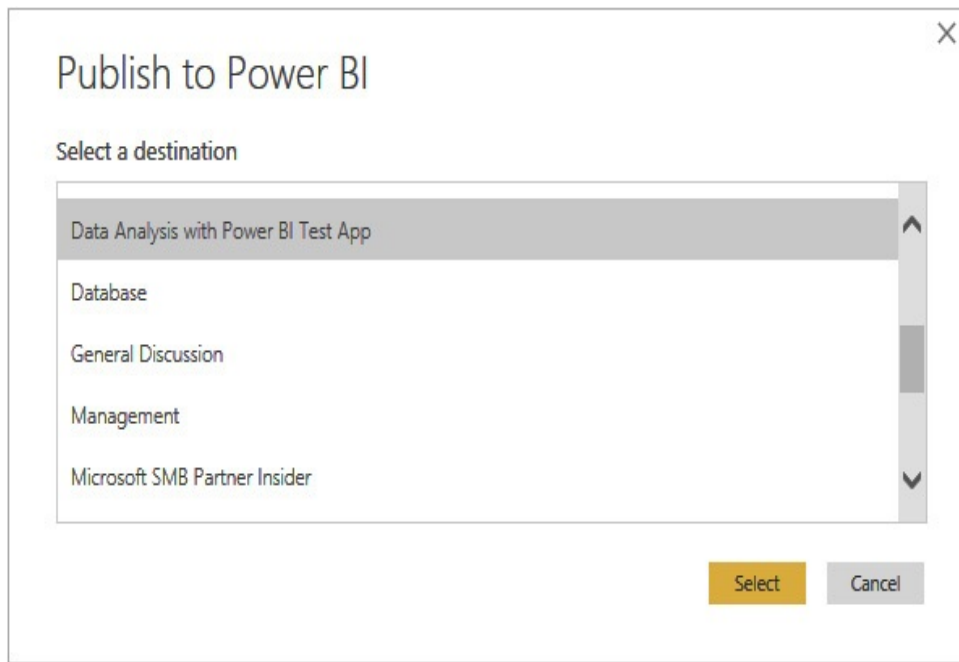 Publish to Power BI
Select a destination
Data Analysis with Power BI Test App
Database
General Discussion
Management
Microsoft SMB Partner Insider
Select Cancel